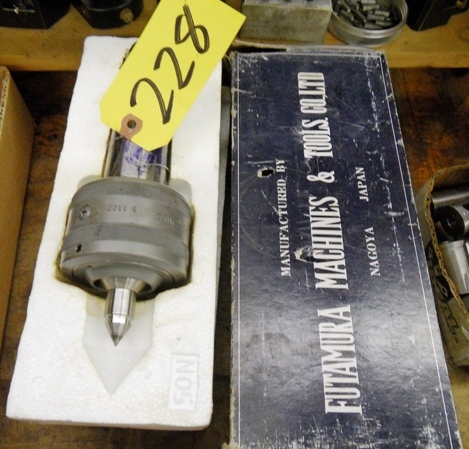 228
MANUFACTURED BY
FUTAMURA MACHINES & TOOLS CO.LTD
NAGOYA JAPAN
NO5